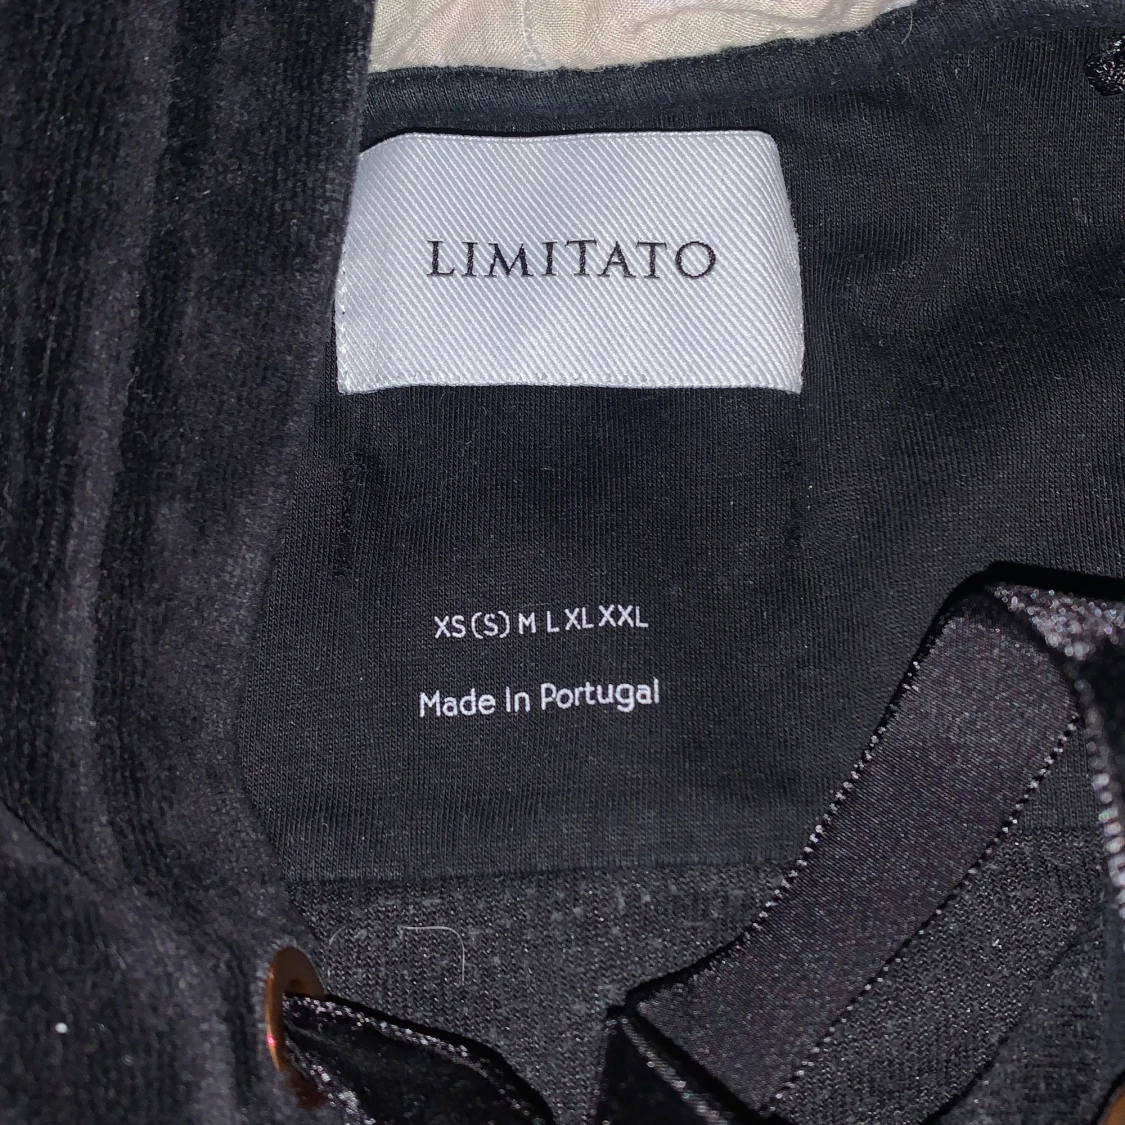 LIMITATO
XS (S) M L XL XXL
Made In Portugal